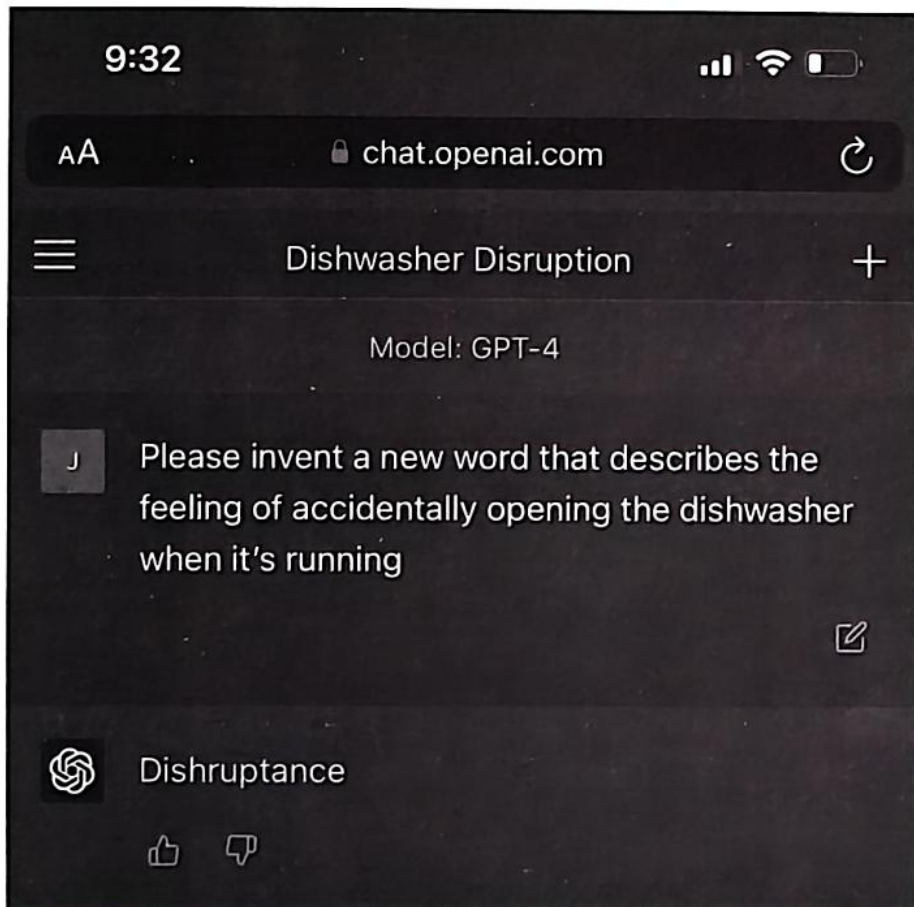 9:32
AA chat.openai.com
Dishwasher Disruption
Model: GPT-4
J Please invent a new word that describes the
feeling of accidentally opening the dishwasher
when it's running
Dishruptance